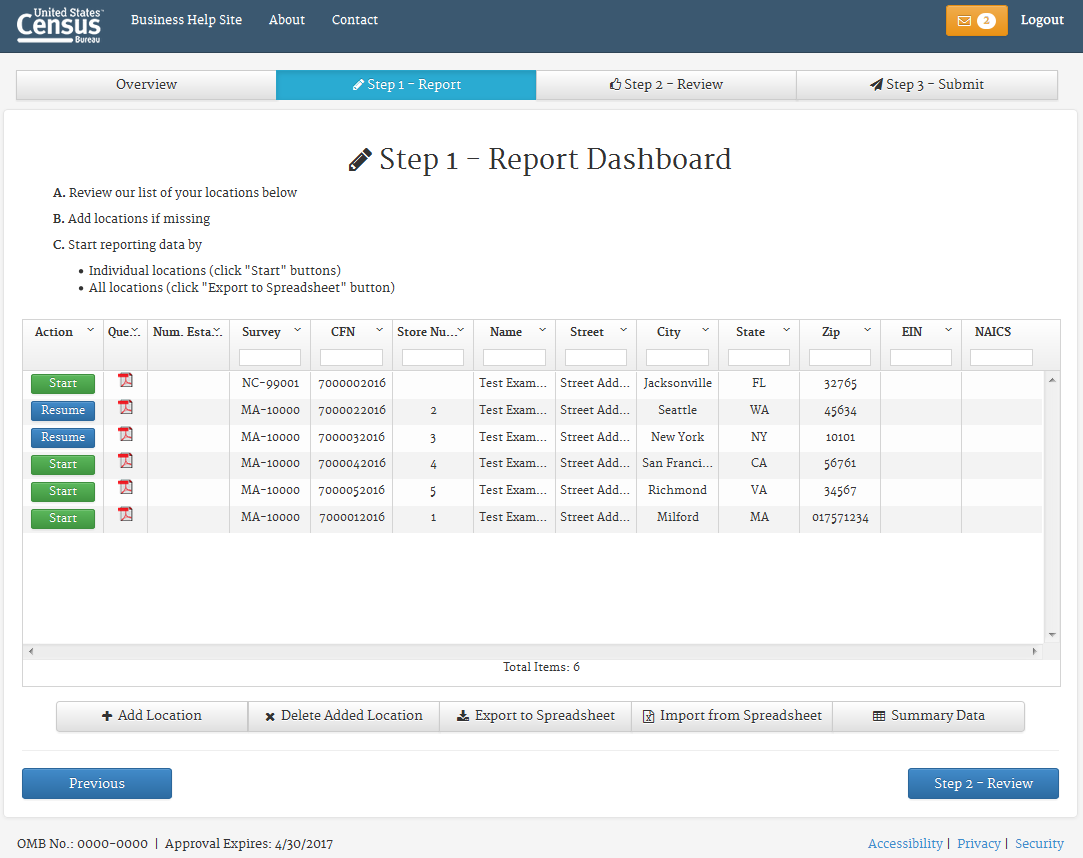 United States™
Census
Bureau
Business Help Site About Contact 2 Logout
Overview Step 1 - Report Step 2 - Review Step 3 - Submit
Step 1 - Report Dashboard
A. Review our list of your locations below
B. Add locations if missing
C. Start reporting data by
• Individual locations (click "Start" buttons)
• All locations (click "Export to Spreadsheet" button)
Action Que... Num. Esta... Survey CFN Store Nu... Name Street City State Zip EIN NAICS
Start NC-99001 7000002016 Test Exam... Street Add... Jacksonville FL 32765
Resume MA-10000 7000022016 2 Test Exam... Street Add... Seattle WA 45634
Resume MA-10000 7000032016 3 Test Exam... Street Add... New York NY 10101
Start MA-10000 7000042016 4 Test Exam... Street Add... San Franci... CA 56761
Start MA-10000 7000052016 5 Test Exam... Street Add... Richmond VA 34567
Start MA-10000 7000012016 1 Test Exam... Street Add... Milford MA 017571234
Total Items: 6
Add Location Delete Added Location Export to Spreadsheet Import from Spreadsheet Summary Data
Previous Step 2 - Review
OMB No.: 0000-0000 | Approval Expires: 4/30/2017 Accessibility | Privacy | Security